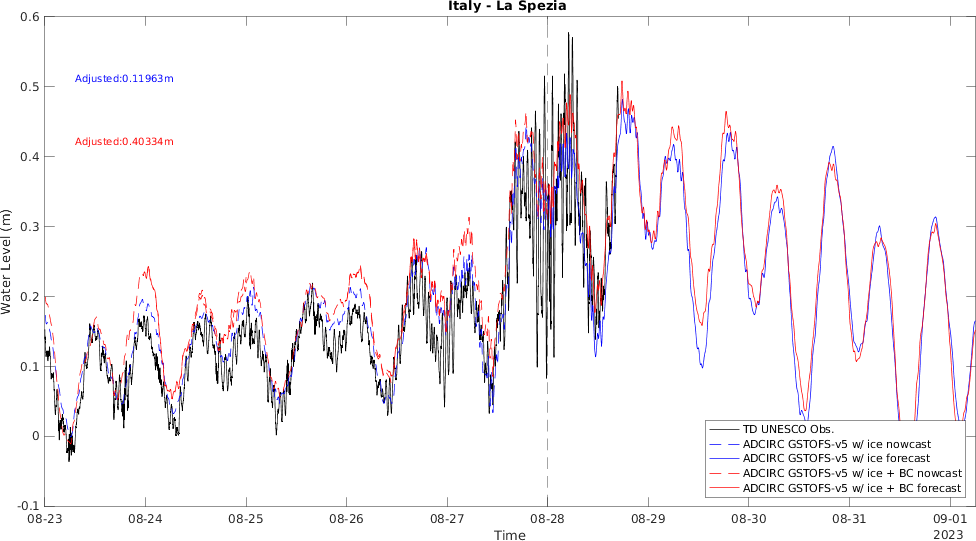 Italy - La Spezia
0.6
0.5
0.4
0.3
0.2
0.1
0
-0.1
Water Level (m)
Adjusted:0.11963m
Adjusted:0.40334m
TD UNESCO Obs.
ADCIRC GSTOFS-v5 w/ ice nowcast
ADCIRC GSTOFS-v5 w/ ice forecast
ADCIRC GSTOFS-v5 w/ ice + BC nowcast
ADCIRC GSTOFS-v5 w/ ice + BC forecast
08-23 08-24 08-25 08-26 08-27 08-28 08-29 08-30 08-31 09-01
Time
2023